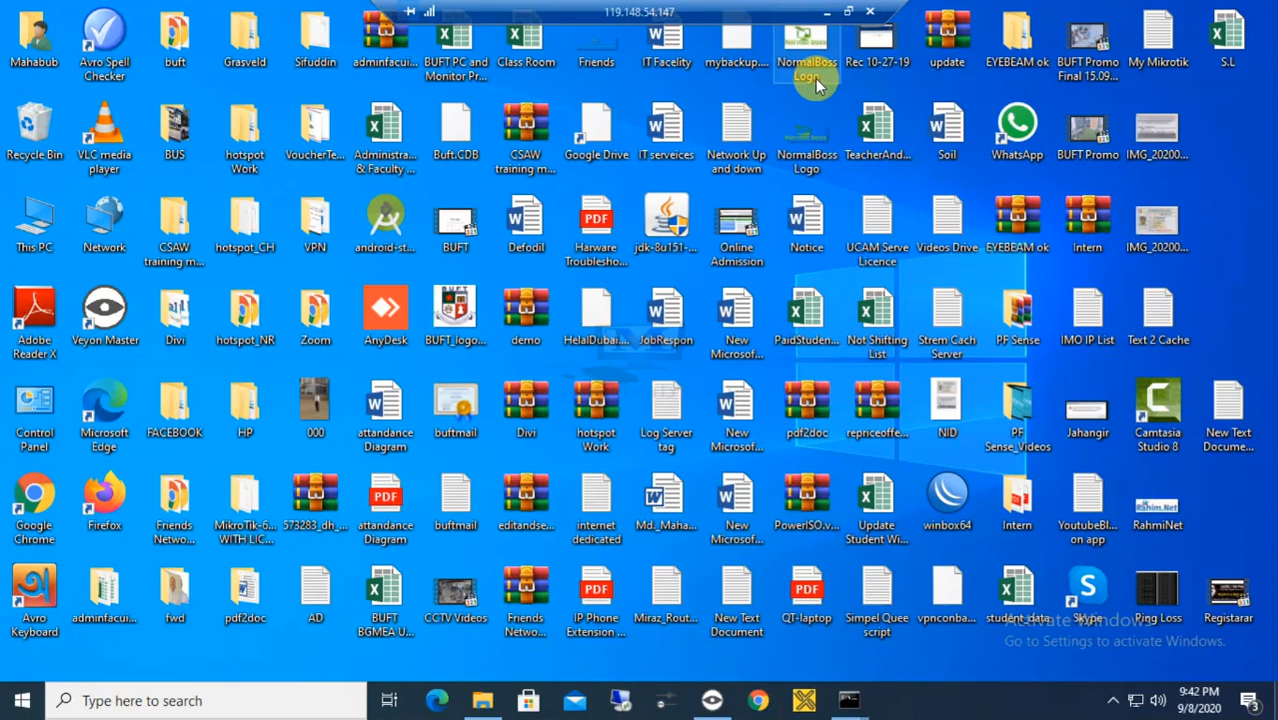 119.148.54.147
Mahabub
Avro Spell
Checker
buft
Grasveld
Sifuddin
adminfacui...
BUFT PC and
Monitor Pr...
Class Room
Friends
IT Facelity
mybackup....
NormalBoss
Logo
Rec 10-27-19
update
EYEBEAM ok
BUFT Promo
Final 15.09...
My Mikrotik
S.L
Recycle Bin
VLC media
player
BUS
hotspot
Work
VoucherTe...
Administra...
& Faculty ...
Buft.CDB
CSAW
training m...
Google Drive
IT serveices
Network Up
and down
NormalBoss
Logo
TeacherAnd...
Soil
WhatsApp
BUFT Promo
IMG_20200...
This PC
Network
CSAW
training m...
hotspot_CH
VPN
android-st...
BUFT
Defodil
Harware
Troublesho...
jdk-8u151-...
Online
Admission
Notice
UCAM Serve
Licence
Videos Drive
EYEBEAM ok
Intern
IMG_20200...
Adobe
Reader X
Veyon Master
Divi
hotspot_NR
Zoom
AnyDesk
BUFT_logo...
demo
HelalDubai....
JobRespon
New
Microsof...
PaidStuden...
Not Shifting
List
Strem Cach
Server
PF Sense
IMO IP List
Text 2 Cache
Control
Panel
Microsoft
Edge
FACEBOOK
HP
000
attandance
Diagram
buftmail
Divi
hotspot
Work
Log Server
tag
New
Microsof...
pdf2doc
repriceoffe...
NID
PF
Sense_Videos
Jahangir
Camtasia
Studio 8
New Text
Docume...
Google
Chrome
Firefox
Friends
Netwo...
MikroTik-6...
WITH LIC...
573283_dh_...
attandance
Diagram
buftmail
editandse...
internet
dedicated
Md._Maha...
New
Microsof...
PowerISO.v...
Update
Student Wi...
winbox64
Intern
YoutubeBl...
on app
RahmiNet
Avro
Keyboard
adminfacui...
fwd
pdf2doc
AD
BUFT
BGMEA U...
CCTV Videos
Friends
Netwo...
IP Phone
Extension ...
Miraz_Rout...
New Text
Document
QT-laptop
Simpel Quee
script
vpnconba...
student_data
Skype
Ping Loss
Registarar
Activate Windows
Go to Settings to activate Windows.
Type here to search
9:42 PM
9/8/2020
3